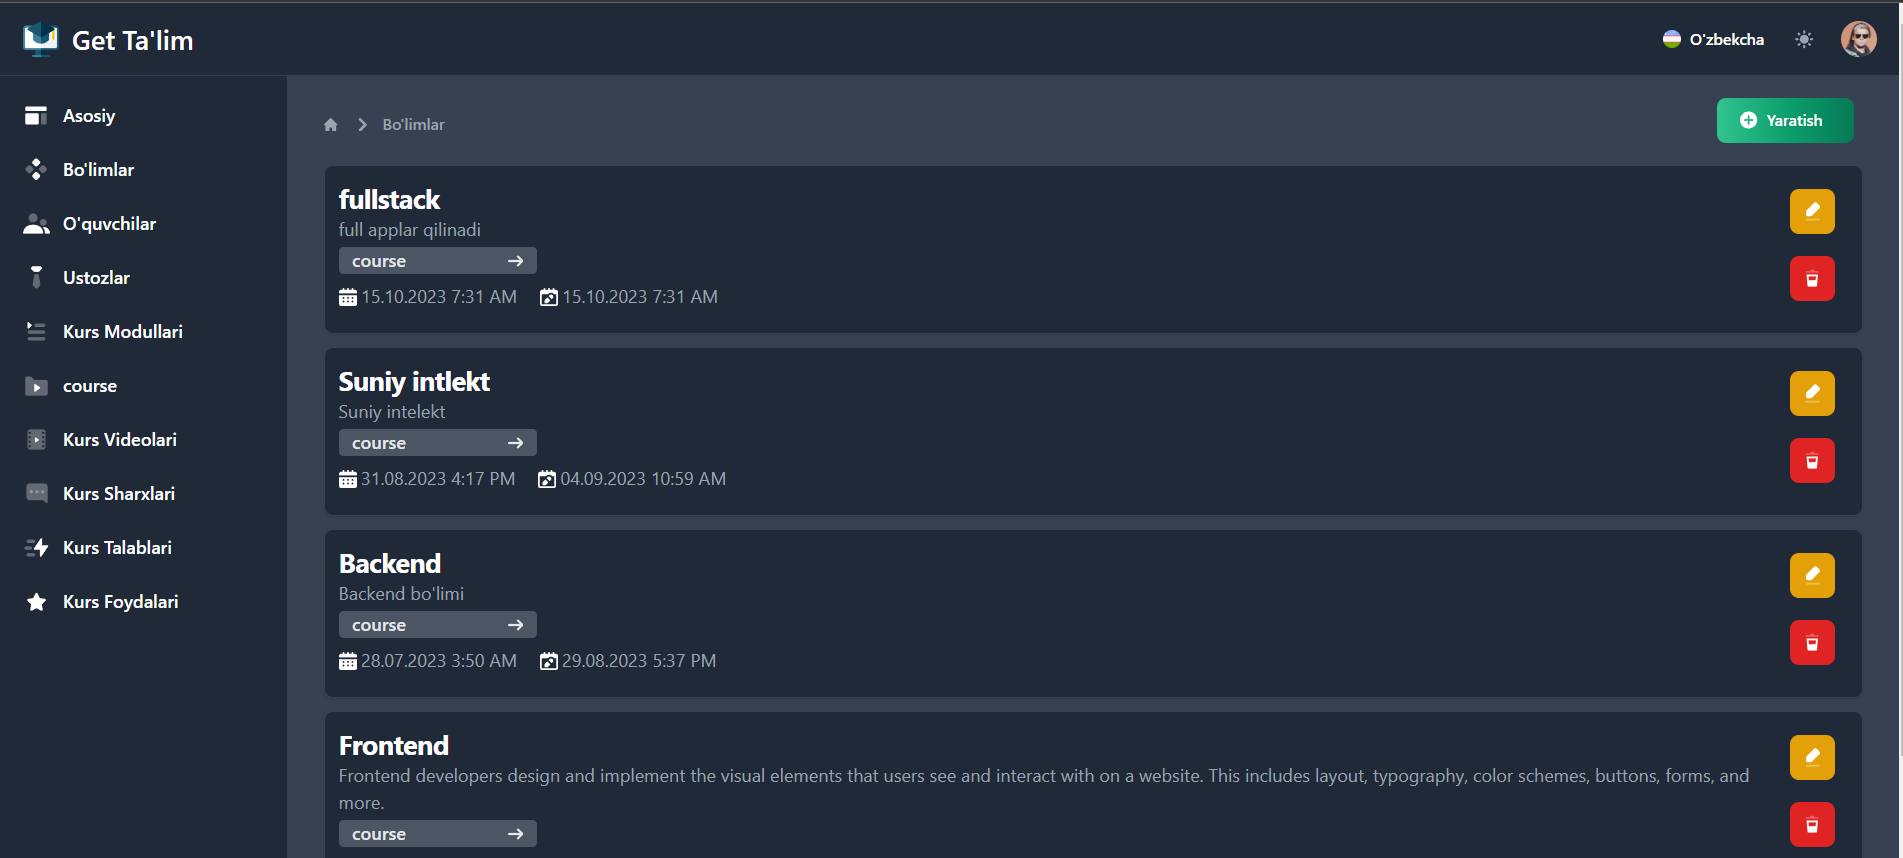 Get Ta'lim
O'zbekcha
Asosiy
Bo'limlar
O'quvchilar
Ustozlar
Kurs Modullari
course
Kurs Videolari
Kurs Sharxlari
Kurs Talablari
Kurs Foydalari
Bo'limlar
Yaratish
fullstack
full applar qilinadi
course
15.10.2023 7:31 AM 15.10.2023 7:31 AM
Suniy intlekt
Suniy intelekt
course
31.08.2023 4:17 PM 04.09.2023 10:59 AM
Backend
Backend bo'limi
course
28.07.2023 3:50 AM 29.08.2023 5:37 PM
Frontend
Frontend developers design and implement the visual elements that users see and interact with on a website. This includes layout, typography, color schemes, buttons, forms, and
more.
course